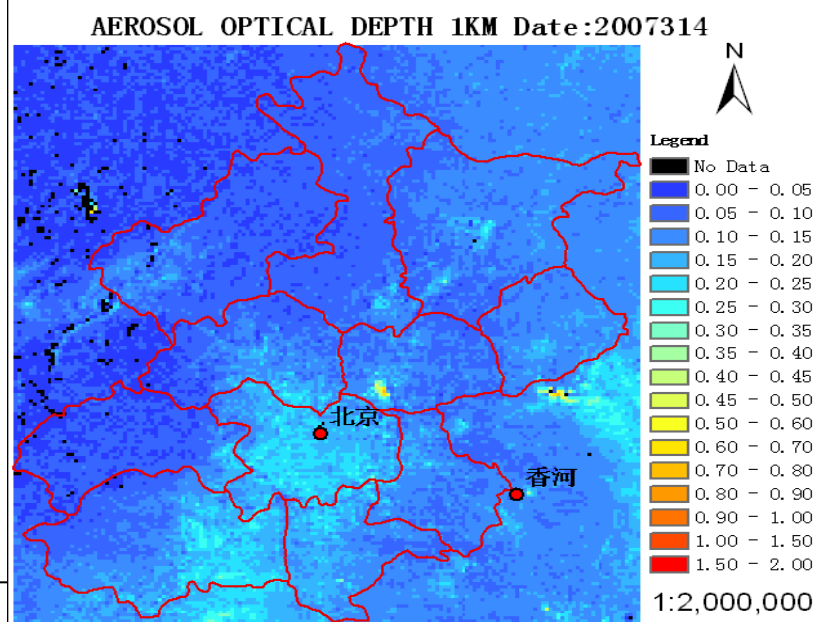 AEROSOL OPTICAL DEPTH 1KM Date:2007314
N
Legend
No Data
0.00 - 0.05
0.05 - 0.10
0.10 - 0.15
0.15 - 0.20
0.20 - 0.25
0.25 - 0.30
0.30 - 0.35
0.35 - 0.40
0.40 - 0.45
0.45 - 0.50
0.50 - 0.60
0.60 - 0.70
0.70 - 0.80
0.80 - 0.90
0.90 - 1.00
1.00 - 1.50
1.50 - 2.00
北京
香河
1:2,000,000